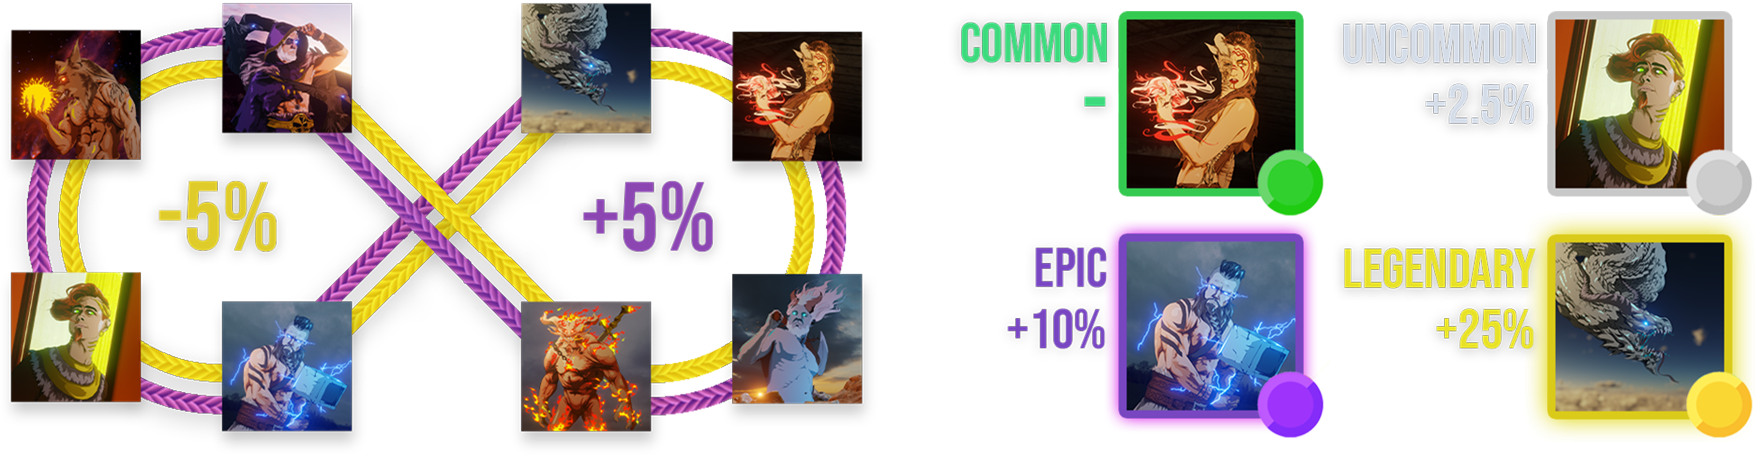 -5%
+5%
COMMON
-
UNCOMMON
+2.5%
EPIC
+10%
LEGENDARY
+25%